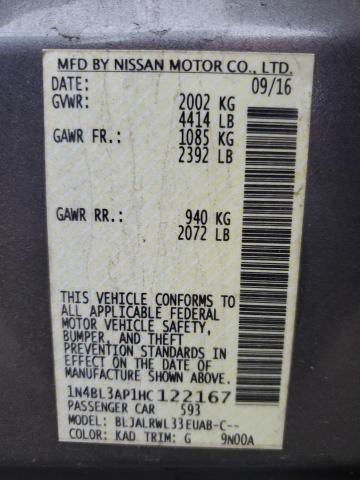 MFD BY NISSAN MOTOR CO., LTD.
DATE: 09/16
GVWR: 2002 KG
4414 LB
GAWR FR.: 1085 KG
2392 LB
GAWR RR.: 940 KG
2072 LB
THIS VEHICLE CONFORMS TO
ALL APPLICABLE FEDERAL
MOTOR VEHICLE SAFETY,
BUMPER, AND THEFT
PREVENTION STANDARDS IN
EFFECT ON THE DATE OF
MANUFACTURE SHOWN ABOVE.
1N4BL3AP1HC122167
PASSENGER CAR 593
MODEL: BLJALRWL33EUAB-C--
COLOR: KAD TRIM: G 9N00A